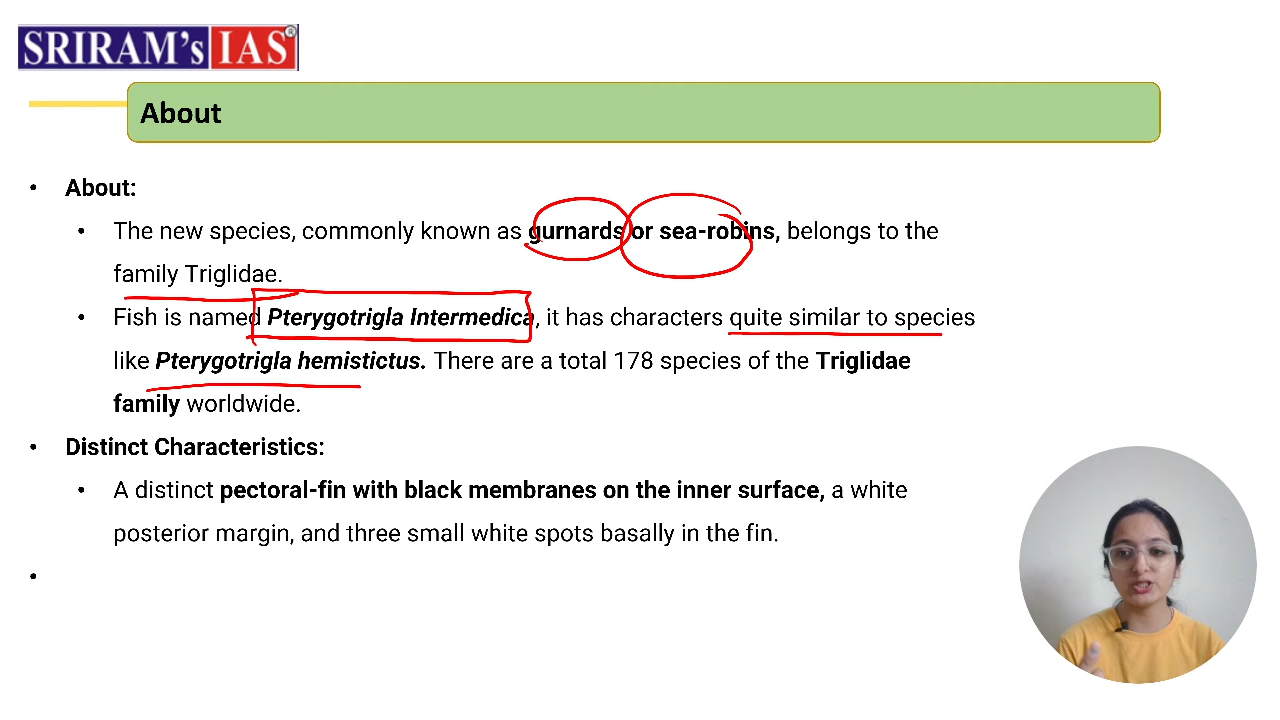 SRIRAM's IAS®
About
• About:
• The new species, commonly known as gurnards or sea-robins, belongs to the
family Triglidae.
• Fish is named Pterygotrigla Intermedica, it has characters quite similar to species
like Pterygotrigla hemistictus. There are a total 178 species of the Triglidae
family worldwide.
• Distinct Characteristics:
• A distinct pectoral-fin with black membranes on the inner surface, a white
posterior margin, and three small white spots basally in the fin.
•